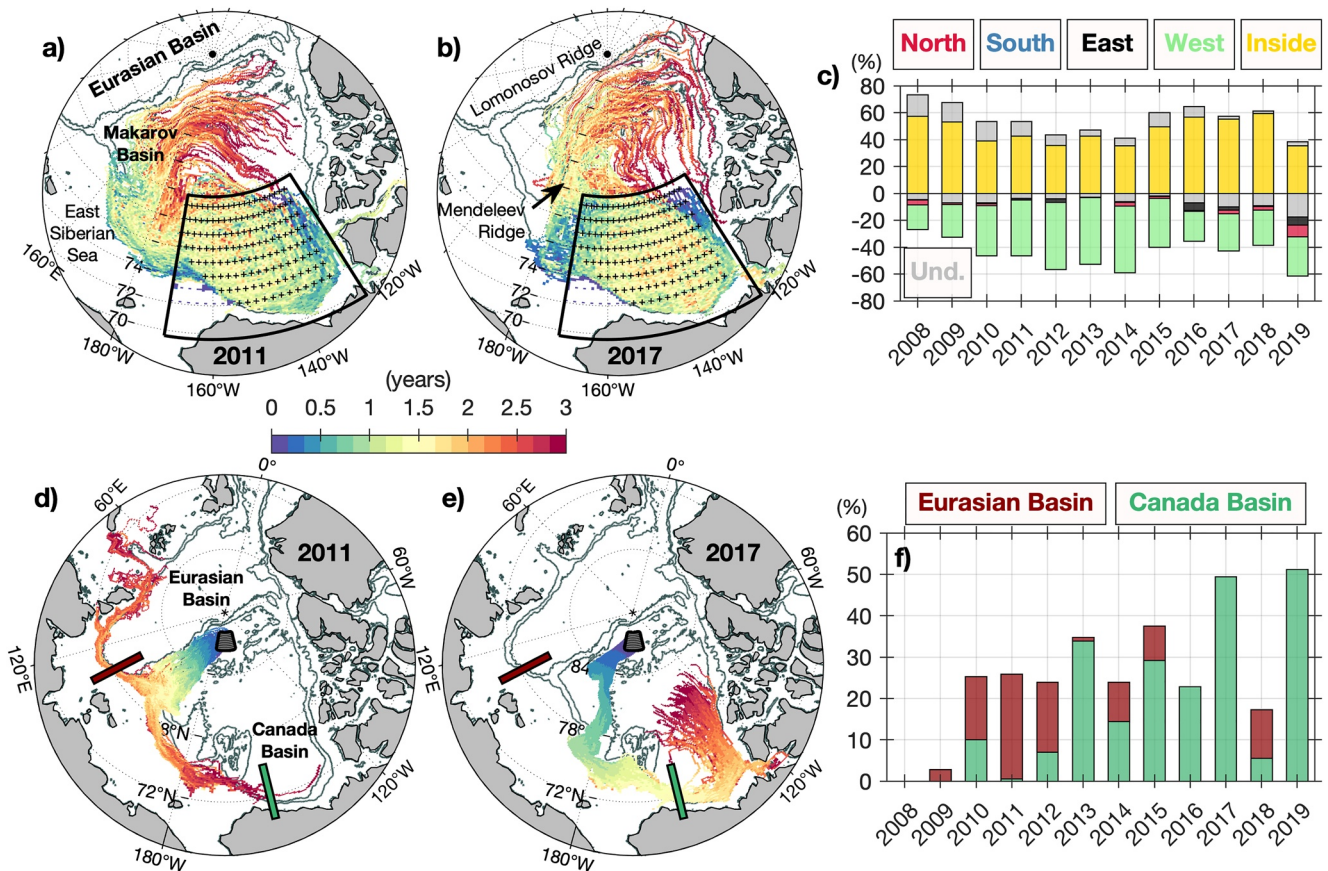 a)
Eurasian Basin
Makarov
Basin
East
Siberian
Sea
160°E
74
72
70
180°W
160°W
140°W
120°W
2011
b)
Lomonosov Ridge
Mendeleev
Ridge
74
72
70
180°W
160°W
140°W
120°W
2017
c)
North
South
East
West
Inside
(%)
80
60
40
20
0
-20
-40
-60
-80
Und.
2008
2009
2010
2011
2012
2013
2014
2015
2016
2017
2018
2019
(years)
0 0.5 1 1.5 2 2.5 3
d)
0°
60°E
60°W
120°E
120°W
180°W
2011
Eurasian
Basin
8°N
Canada
Basin
72°N
e)
0°
60°E
60°W
120°E
120°W
180°W
2017
84
78°
72°N
f)
Eurasian Basin
Canada Basin
(%)
60
50
40
30
20
10
0
2008
2009
2010
2011
2012
2013
2014
2015
2016
2017
2018
2019